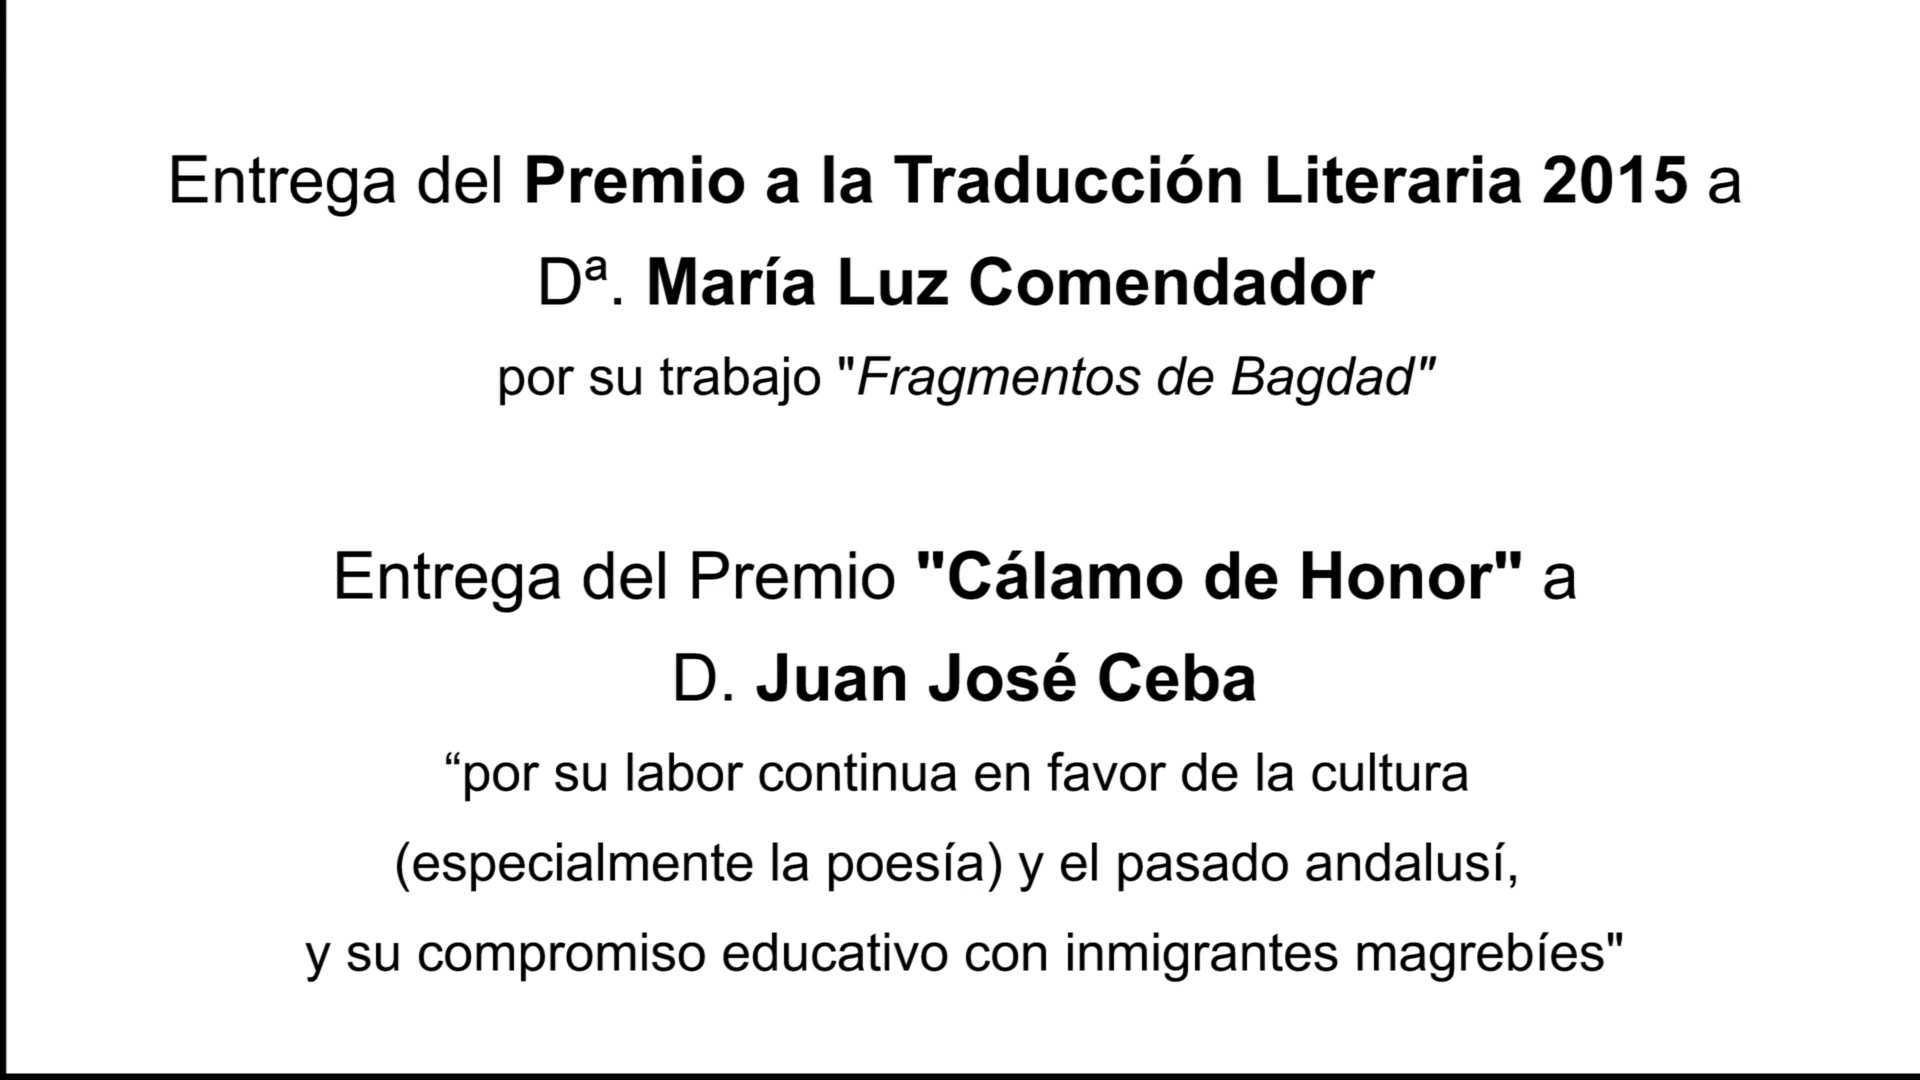 Entrega del Premio a la Traducción Literaria 2015 a
Dª. María Luz Comendador
por su trabajo "Fragmentos de Bagdad"
Entrega del Premio "Cálamo de Honor" a
D. Juan José Ceba
“por su labor continua en favor de la cultura
(especialmente la poesía) y el pasado andalusí,
y su compromiso educativo con inmigrantes magrebíes"